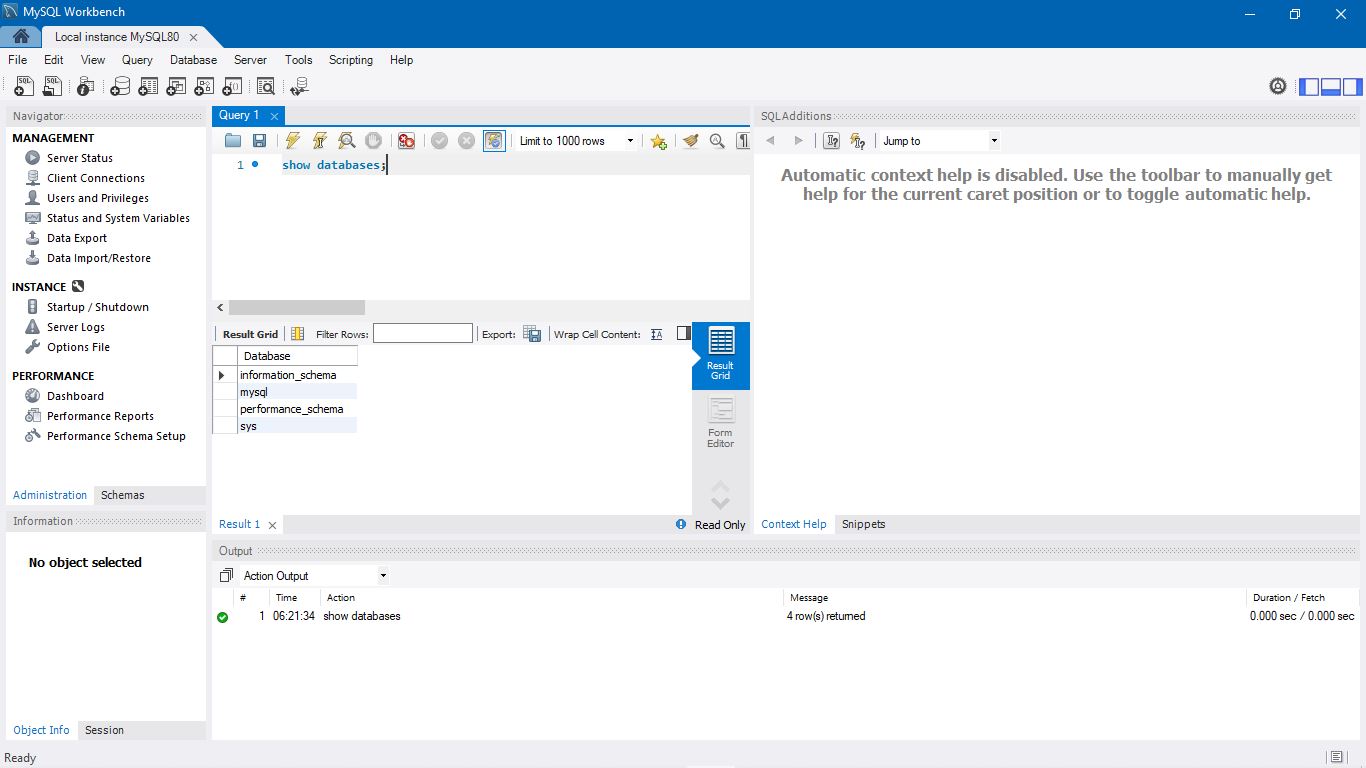 MySQL Workbench
Local instance MySQL80
File Edit View Query Database Server Tools Scripting Help
Navigator
MANAGEMENT
Server Status
Client Connections
Users and Privileges
Status and System Variables
Data Export
Data Import/Restore
INSTANCE
Startup / Shutdown
Server Logs
Options File
PERFORMANCE
Dashboard
Performance Reports
Performance Schema Setup
Administration Schemas
Information
No object selected
Object Info Session
Query 1
Limit to 1000 rows
1 show databases;
Result Grid Filter Rows: Export: Wrap Cell Content:
Database
information_schema
mysql
performance_schema
sys
Result
Grid
Form
Editor
Result 1 Read Only
SQLAdditions
Jump to
Automatic context help is disabled. Use the toolbar to manually get
help for the current caret position or to toggle automatic help.
Context Help Snippets
Output
Action Output
# Time Action Message Duration / Fetch
1 06:21:34 show databases 4 row(s) returned 0.000 sec / 0.000 sec
Ready